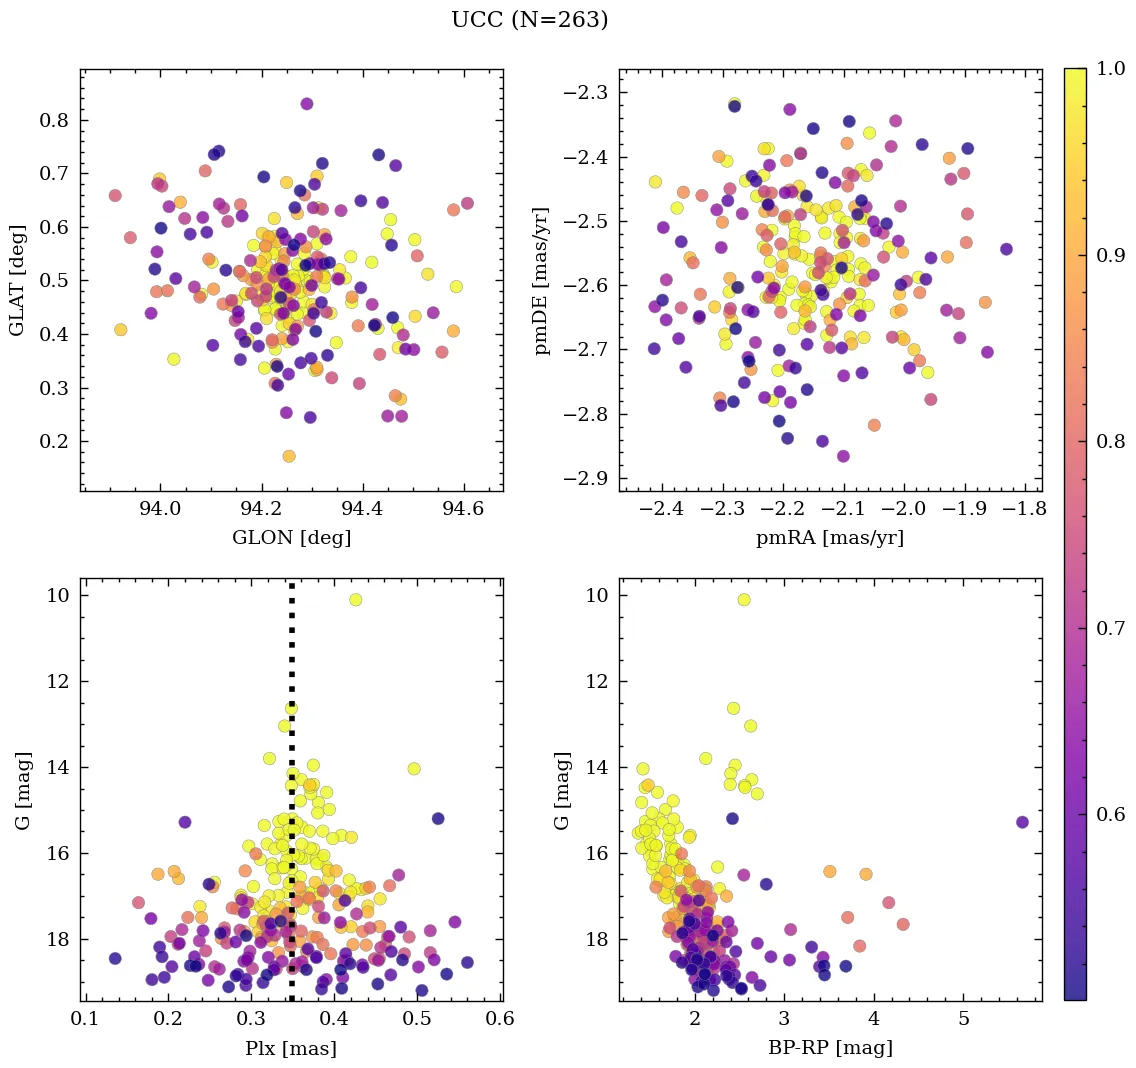 UCC (N=263)
GLAT [deg]
0.8
0.7
0.6
0.5
0.4
0.3
0.2
94.0 94.2 94.4 94.6
GLON [deg]
pmDE [mas/yr]
−2.3
−2.4
−2.5
−2.6
−2.7
−2.8
−2.9
−2.4 −2.3 −2.2 −2.1 −2.0 −1.9 −1.8
pmRA [mas/yr]
1.0
0.9
0.8
0.7
0.6
G [mag]
10
12
14
16
18
0.1 0.2 0.3 0.4 0.5 0.6
Plx [mas]
G [mag]
10
12
14
16
18
2 3 4 5
BP-RP [mag]